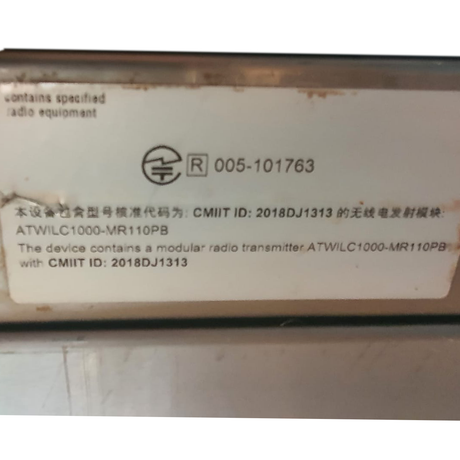 contains specified
radio equipment
R 005-101763
本设备包含型号核准代码为: CMIIT ID: 2018DJ1313 的无线电发射模块:
ATWILC1000-MR110PB
The device contains a modular radio transmitter ATWILC1000-MR110PB
with CMIIT ID: 2018DJ1313